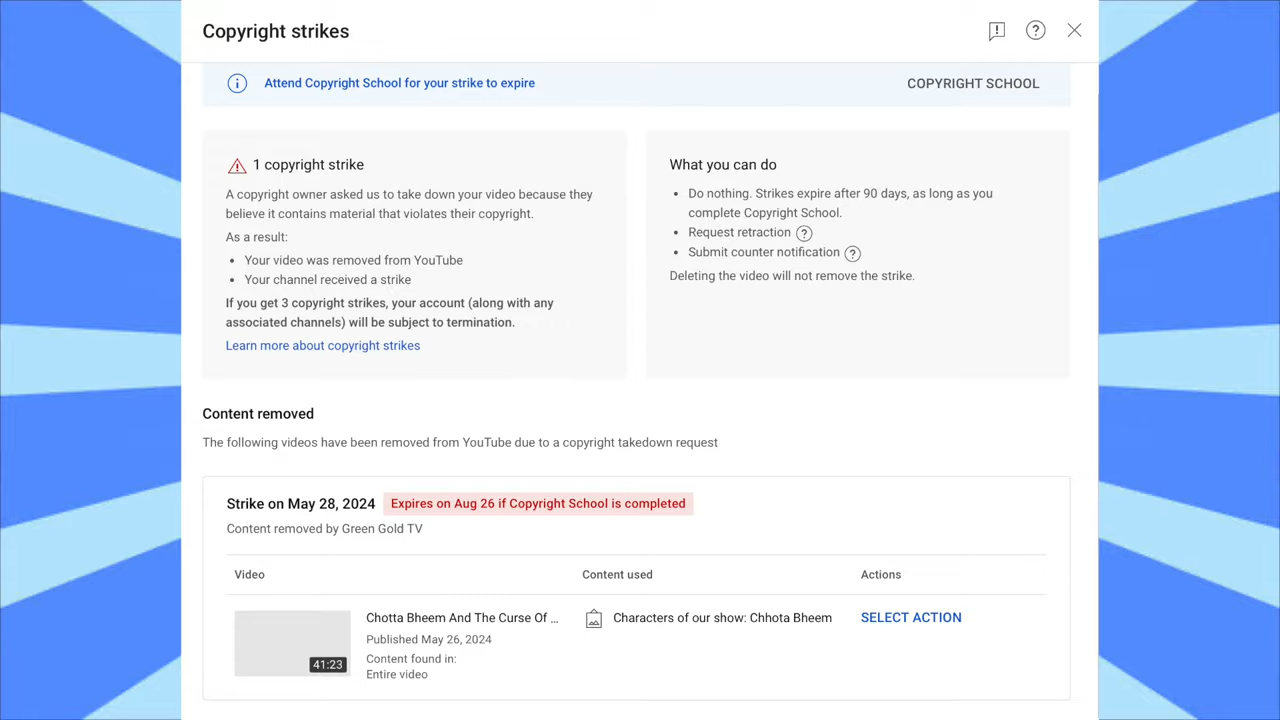 Copyright strikes
Attend Copyright School for your strike to expire
COPYRIGHT SCHOOL
1 copyright strike
A copyright owner asked us to take down your video because they
believe it contains material that violates their copyright.
As a result:
• Your video was removed from YouTube
• Your channel received a strike
If you get 3 copyright strikes, your account (along with any
associated channels) will be subject to termination.
Learn more about copyright strikes
What you can do
• Do nothing. Strikes expire after 90 days, as long as you
complete Copyright School.
• Request retraction ?
• Submit counter notification ?
Deleting the video will not remove the strike.
Content removed
The following videos have been removed from YouTube due to a copyright takedown request
Strike on May 28, 2024 Expires on Aug 26 if Copyright School is completed
Content removed by Green Gold TV
Video Content used Actions
41:23
Chotta Bheem And The Curse Of ...
Published May 26, 2024
Content found in:
Entire video
Characters of our show: Chhota Bheem
SELECT ACTION